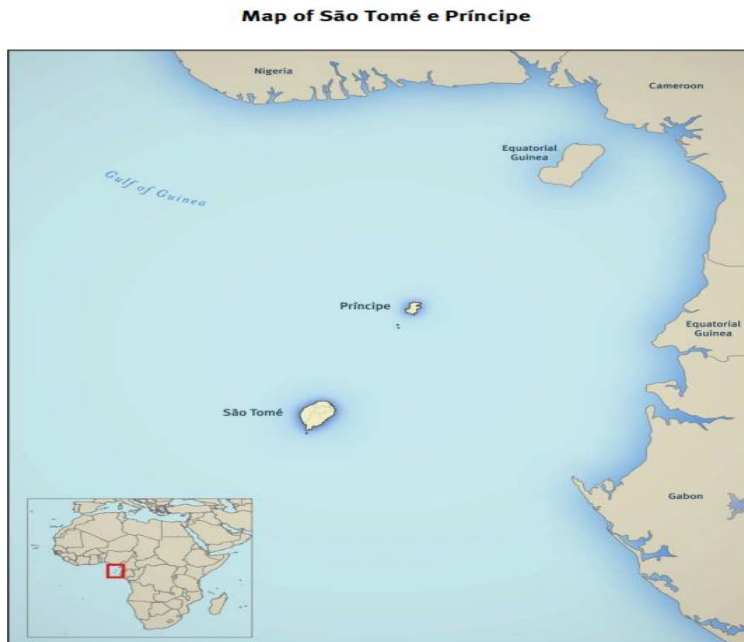 Map of São Tomé e Príncipe
Nigeria
Cameroon
Equatorial
Guinea
Gulf of Guinea
Príncipe
Equatorial
Guinea
São Tomé
Gabon